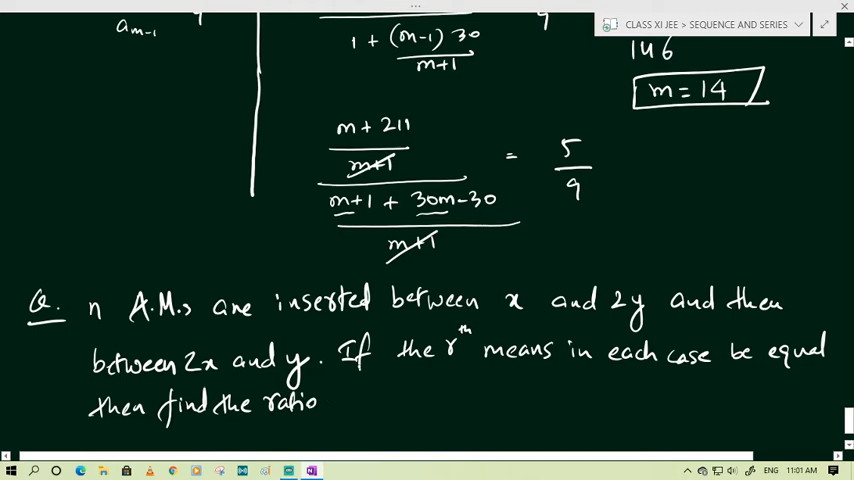 ...
CLASS XI JEE > SEQUENCE AND SERIES
a_{m-1}
1 + (m-1) 30
m+1
9
146
m = 14
m + 211
m+1
m+1 + 30m-30
m+1
=
5
9
Q. n A.M.s are inserted between x and 2y and then
between 2x and y. If the r^{th} means in each case be equal
then find the ratio
ENG 11:01 AM